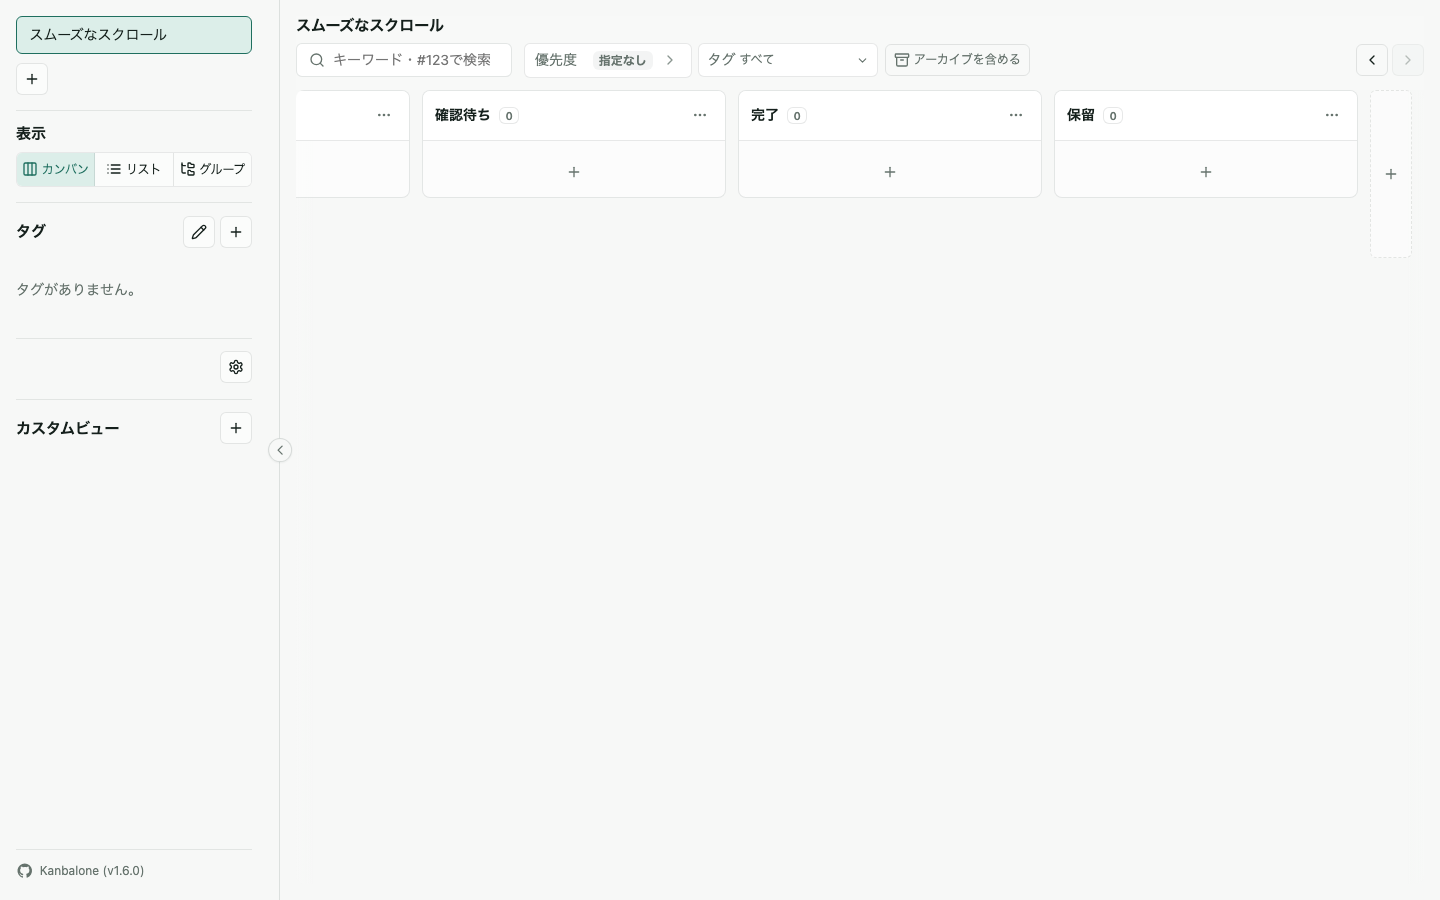 スムーズなスクロール
表示
カンバン
リスト
グループ
タグ
タグがありません。
カスタムビュー
Kanbalone (v1.6.0)
スムーズなスクロール
キーワード・#123で検索
優先度 指定なし
タグ すべて
アーカイブを含める
確認待ち 0
完了 0
保留 0